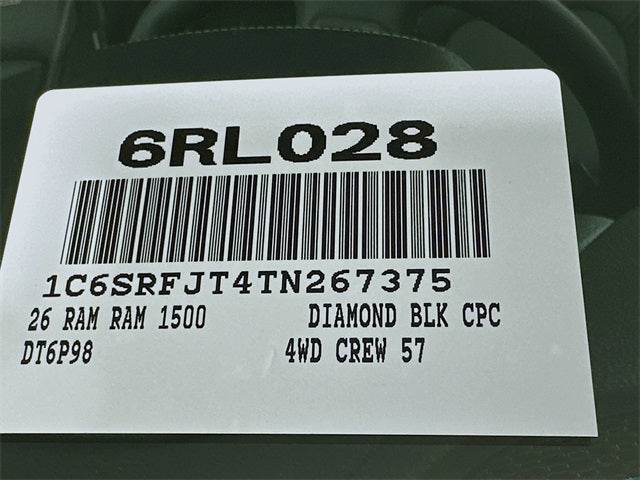 6RL028
1C6SRFJT4TN267375
26 RAM RAM 1500 DIAMOND BLK CPC
DT6P98 4WD CREW 57